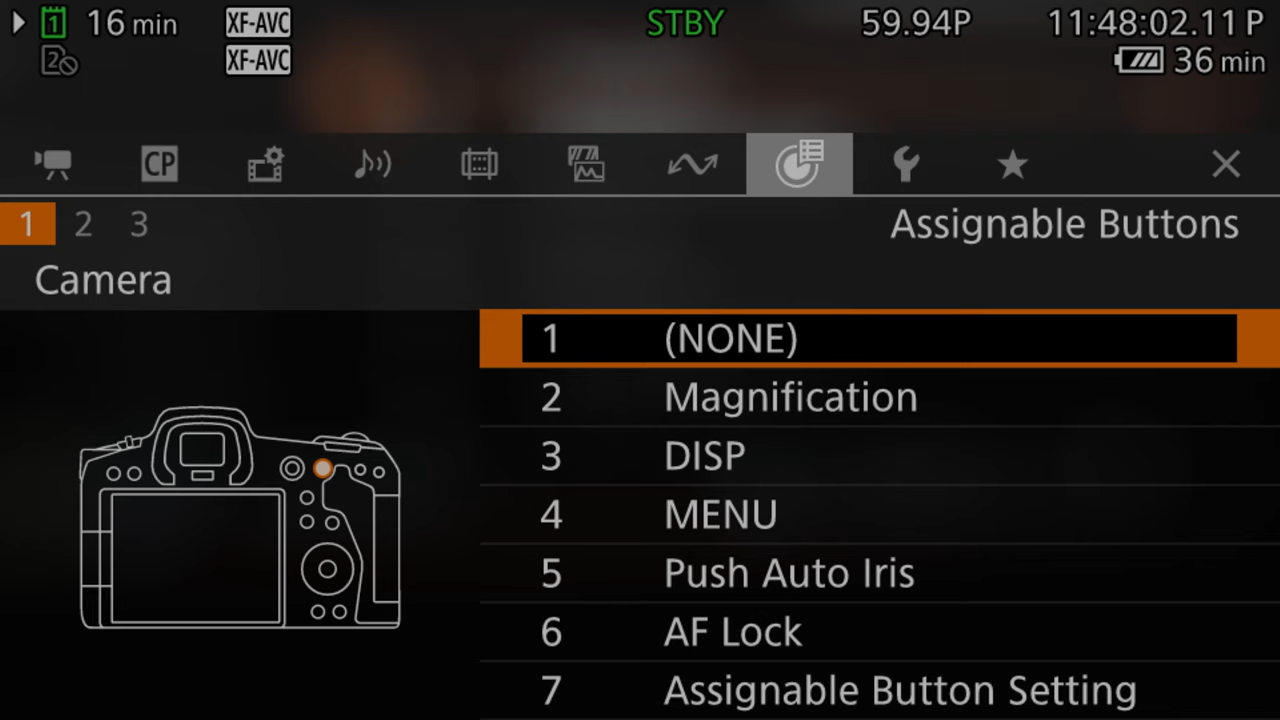 1 16 min XF-AVC STBY 59.94P 11:48:02.11 P
2 XF-AVC 36 min
CP
1 2 3 Assignable Buttons
Camera
1 (NONE)
2 Magnification
3 DISP
4 MENU
5 Push Auto Iris
6 AF Lock
7 Assignable Button Setting